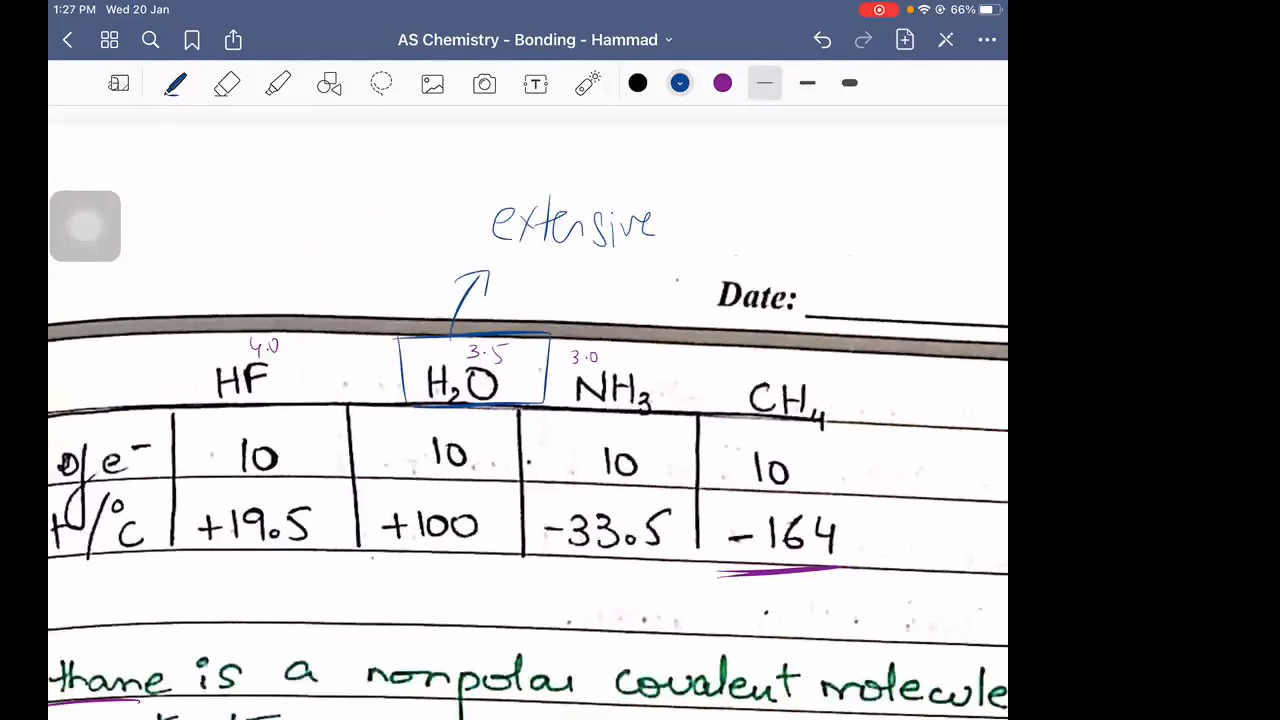 1:27 PM Wed 20 Jan
66%
AS Chemistry - Bonding - Hammad
extensive
Date:
4.0 3.5 3.0
HF H₂O NH₃ CH₄
of e⁻ 10 10 10 10
/°C +19.5 +100 -33.5 -164
thane is a nonpolar covalent molecule